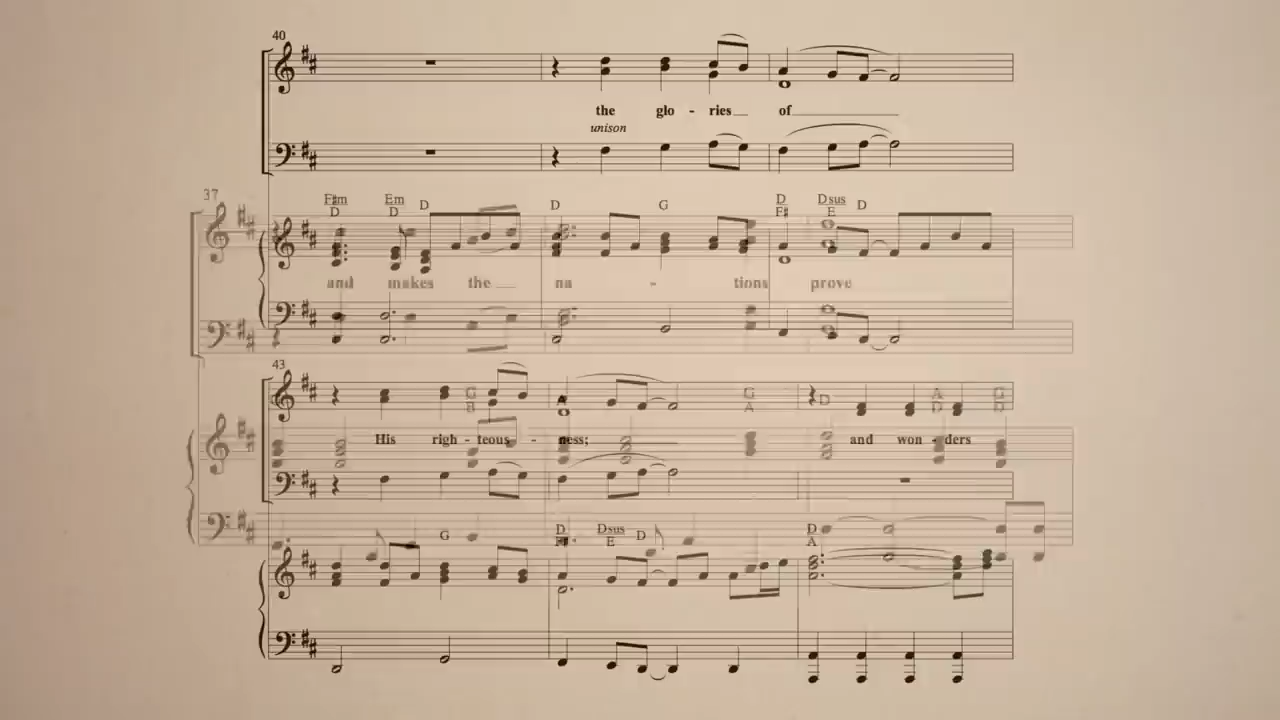 40
the glo - ries of
unison
37
F#m Em D D G D Dsus D
D D F# E
and makes the na - tions prove
43
G G D A G
B A D D
His righ - teous - ness; and won - ders
G D Dsus D D
F# E A